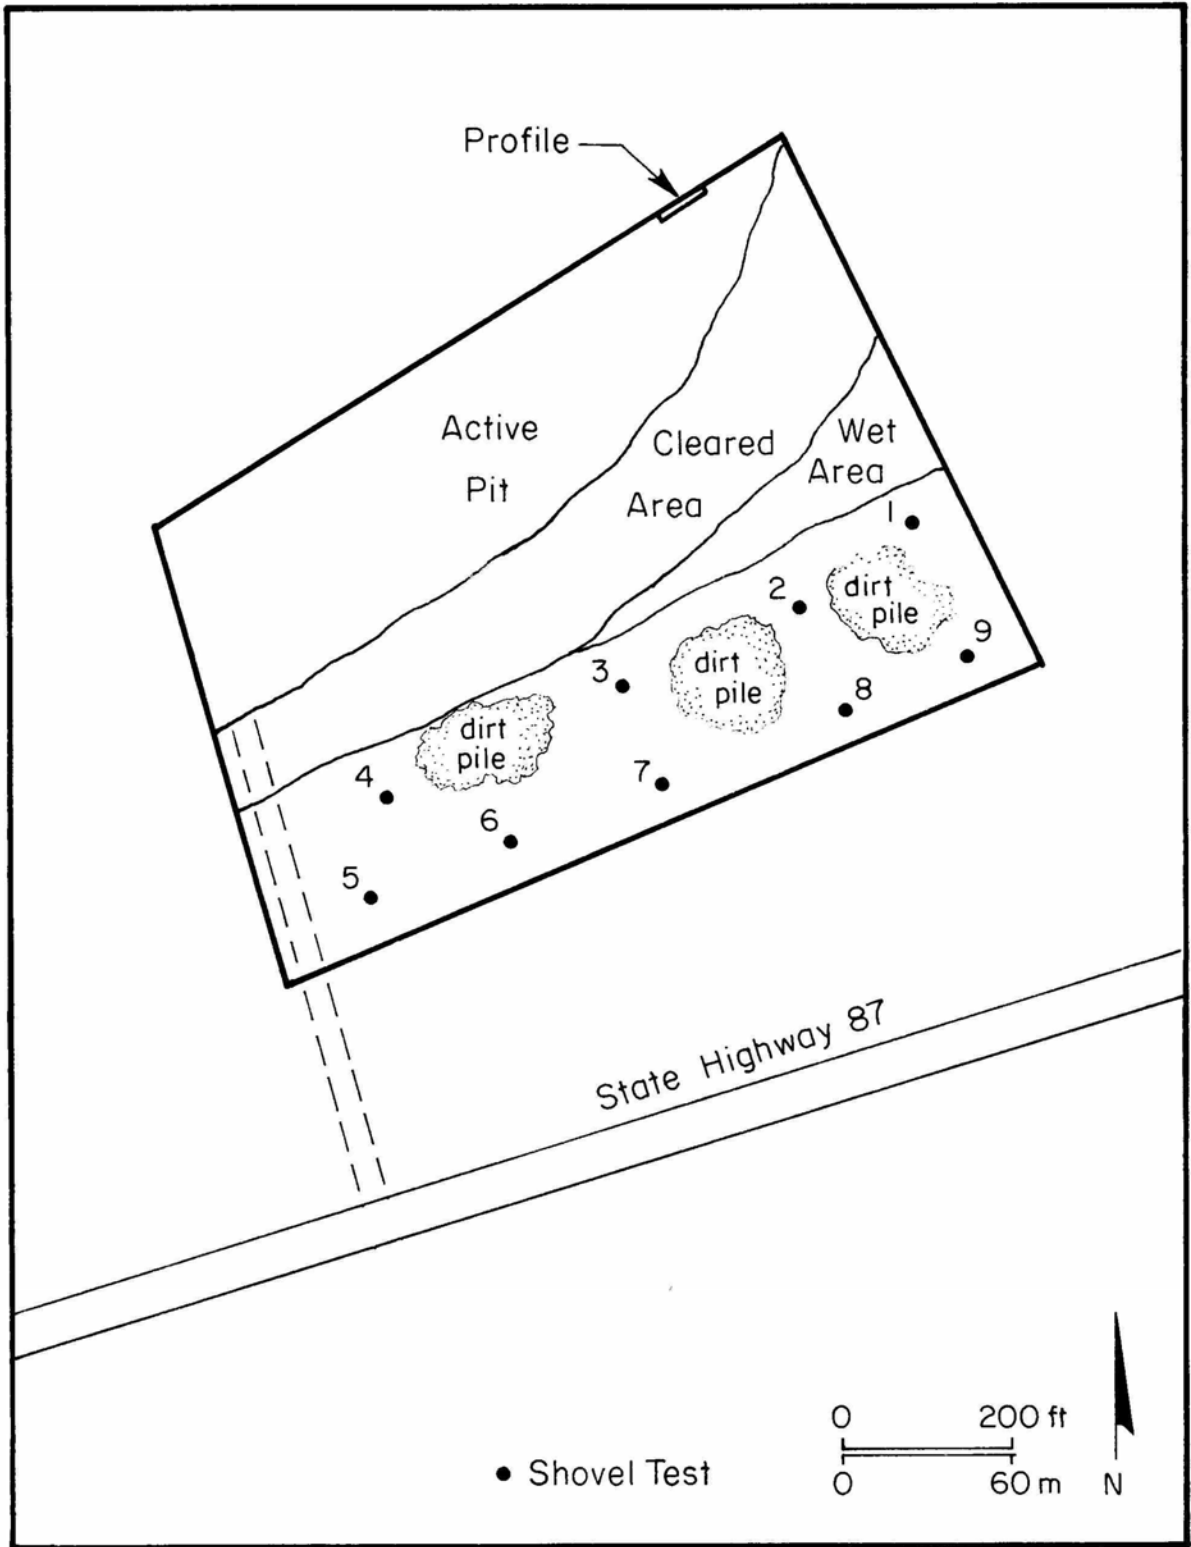 Profile
Active
Pit
Cleared
Area
Wet
Area
1
dirt
pile
2
9
dirt
pile
3
8
dirt
pile
4
7
6
5
State Highway 87
0 200 ft
0 60 m
N
Shovel Test